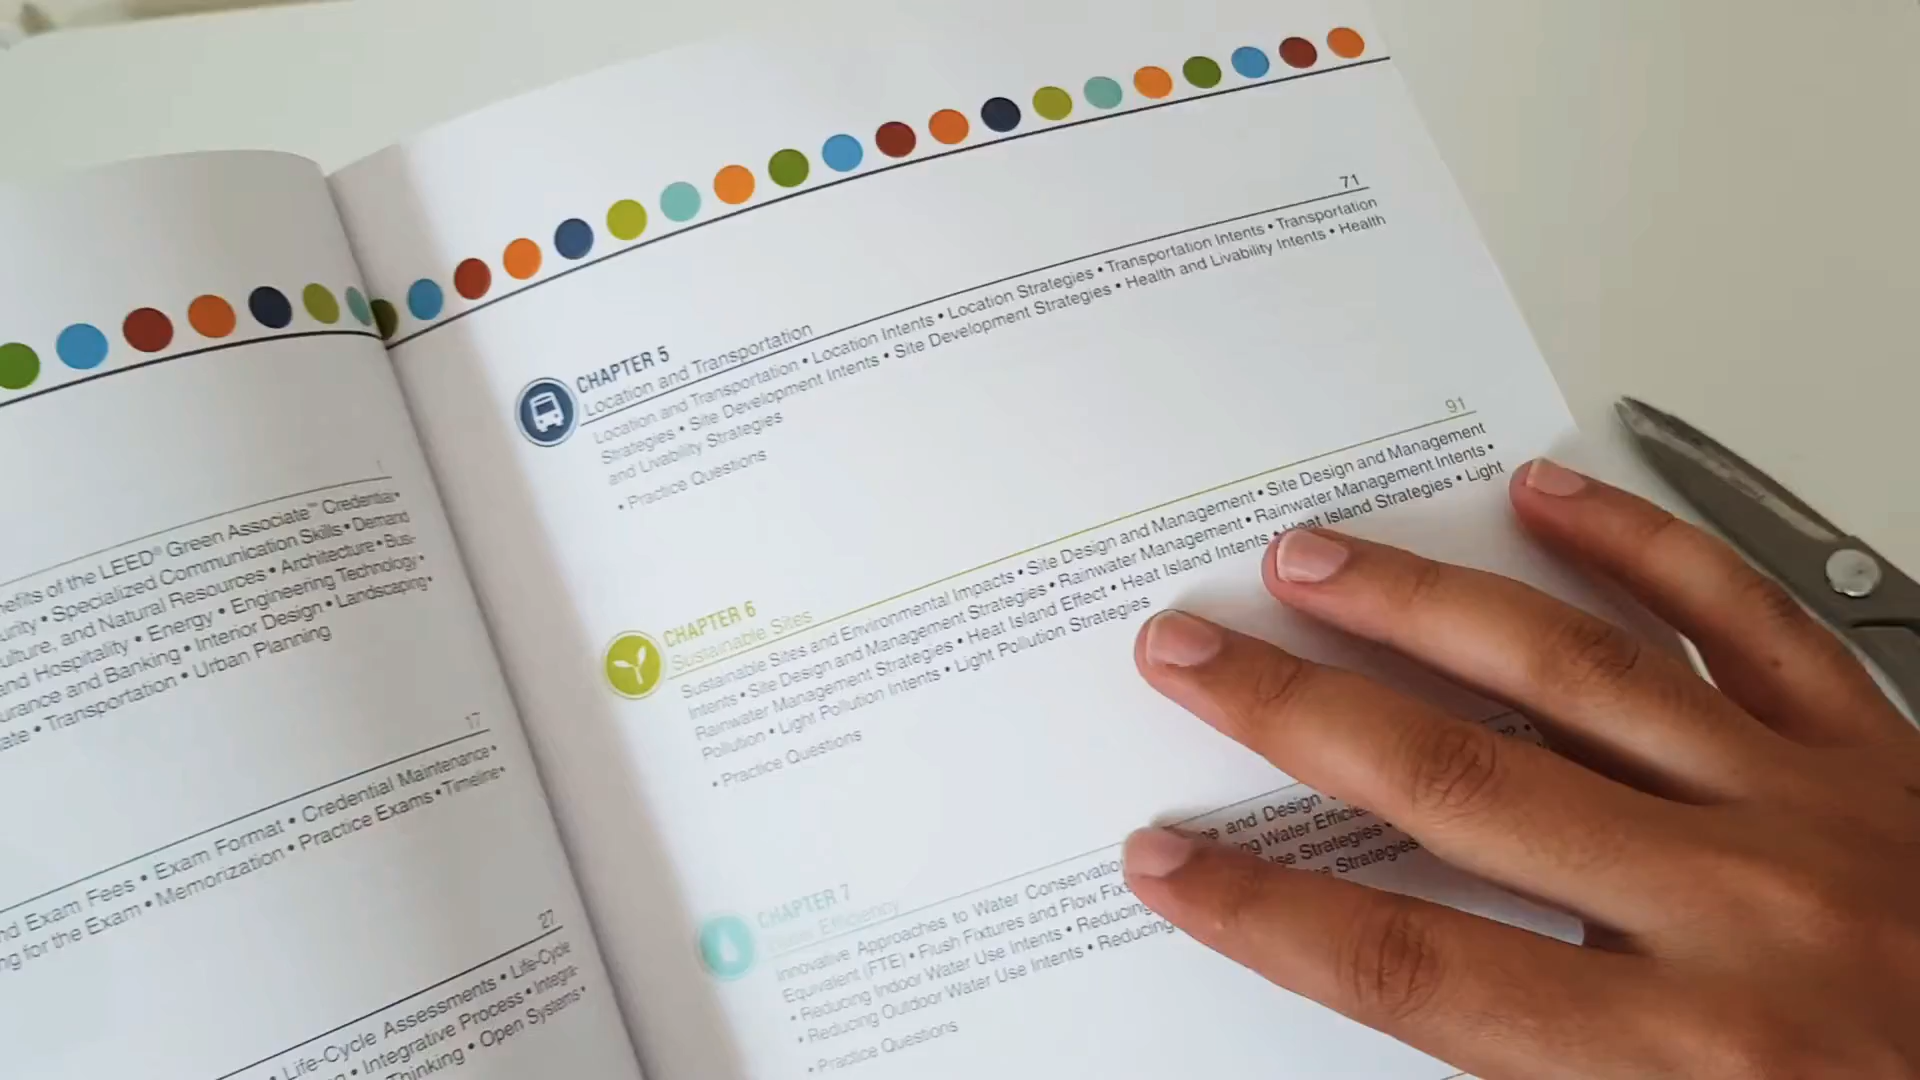 1
nefits of the LEED® Green Associate™ Credential•
urity • Specialized Communication Skills • Demand
ulture, and Natural Resources • Architecture • Bus-
and Hospitality • Energy • Engineering Technology•
urance and Banking • Interior Design • Landscaping•
ate • Transportation • Urban Planning
17
nd Exam Fees • Exam Format • Credential Maintenance•
ng for the Exam • Memorization • Practice Exams • Timeline•
27
• Life-Cycle Assessments • Life-Cycle
• Integrative Process • Integra-
Thinking • Open Systems•
CHAPTER 5
Location and Transportation 71
Location and Transportation • Location Intents • Location Strategies • Transportation Intents • Transportation
Strategies • Site Development Intents • Site Development Strategies • Health and Livability Intents • Health
and Livability Strategies
• Practice Questions
CHAPTER 6
Sustainable Sites 91
Sustainable Sites and Environmental Impacts • Site Design and Management • Site Design and Management
Intents • Site Design and Management Strategies • Rainwater Management • Rainwater Management Intents •
Rainwater Management Strategies • Heat Island Effect • Heat Island Intents • Heat Island Strategies • Light
Pollution • Light Pollution Intents • Light Pollution Strategies
• Practice Questions
CHAPTER 7
Water Efficiency
Innovative Approaches to Water Conservation and Design
Equivalent (FTE) • Flush Fixtures and Flow Water
• Reducing Indoor Water Use Intents • Reducing Use Strategies •
• Reducing Outdoor Water Use Intents • Reducing Strategies
• Practice Questions